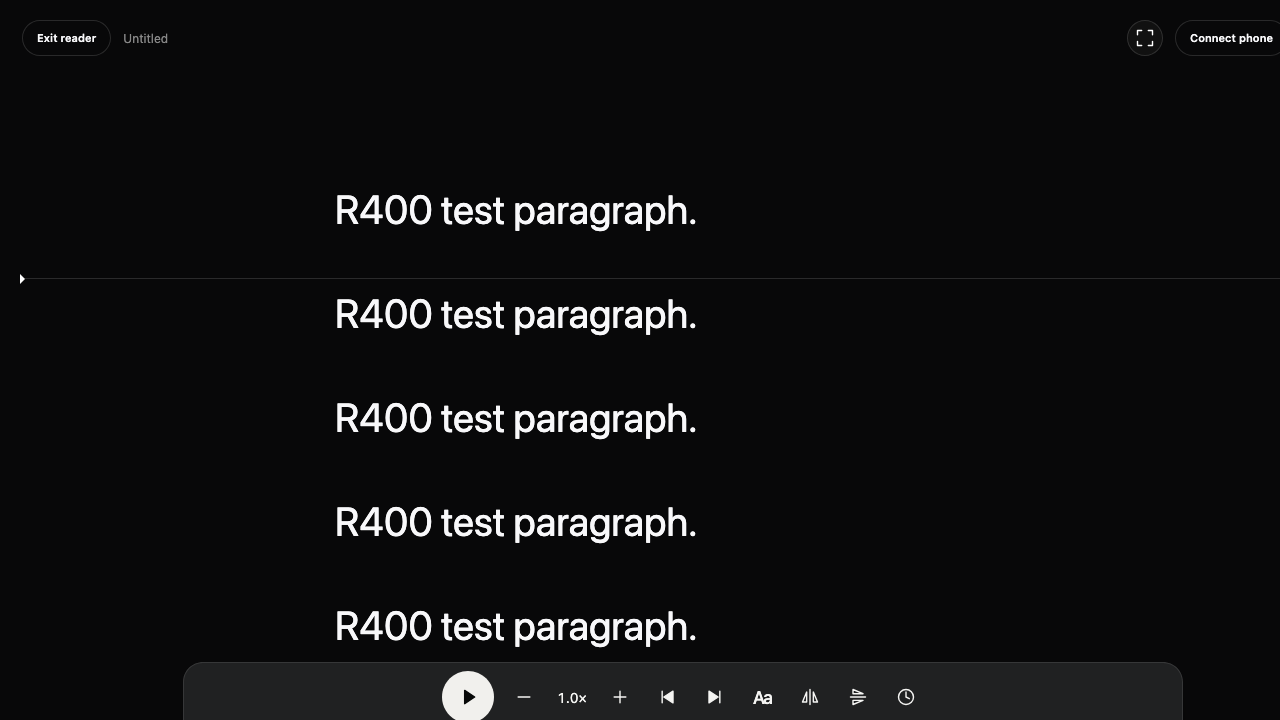 Exit reader
Untitled
Connect phone
R400 test paragraph.
R400 test paragraph.
R400 test paragraph.
R400 test paragraph.
R400 test paragraph.
1.0×
Aa